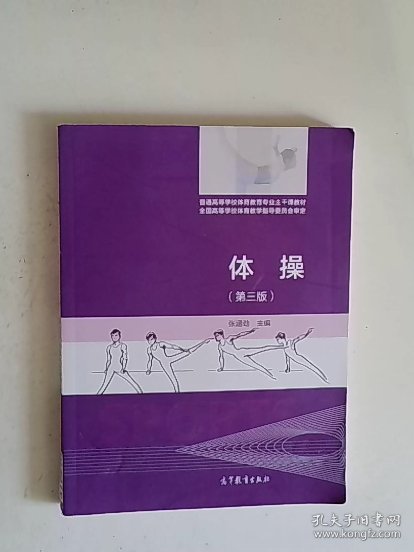 普通高等学校体育教育专业主干课教材
全国高等学校体育教学指导委员会审定
体 操
(第三版)
张涵劲 主编
高等教育出版社
孔夫子旧书网
www.kongfz.com